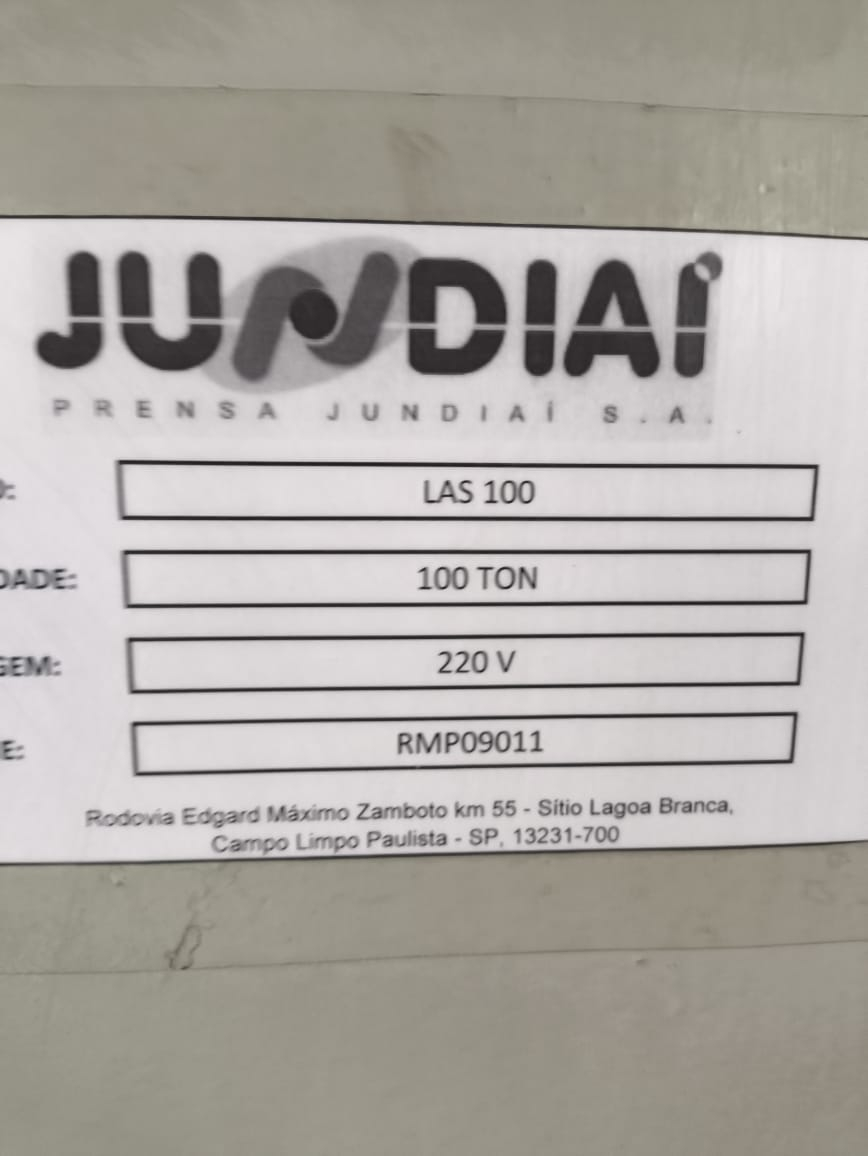 JUNDIAÍ
PRENSA JUNDIAÍ S.A.
O: LAS 100
DADE: 100 TON
GEM: 220 V
E: RMP09011
Rodovia Edgard Máximo Zamboto km 55 - Sítio Lagoa Branca,
Campo Limpo Paulista - SP, 13231-700